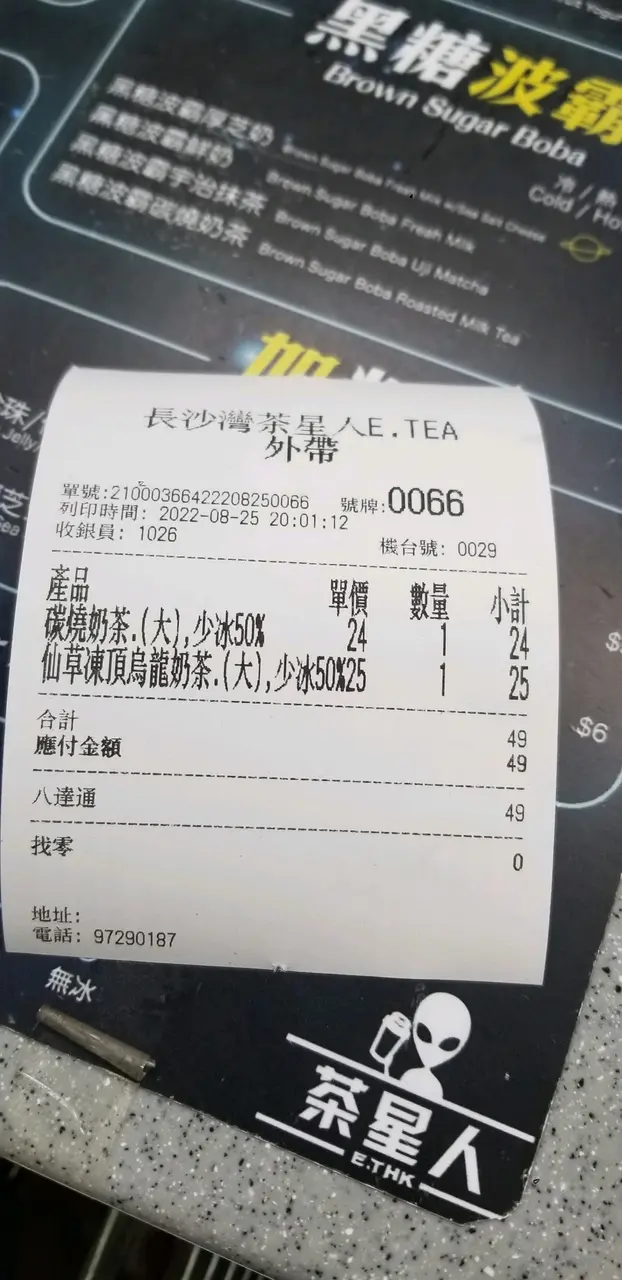 黑糖波霸
Brown Sugar Boba
冷 / 熱
Cold / Ho
黑糖波霸厚芝奶
黑糖波霸鮮奶 Brown Sugar Boba Fresh Milk
黑糖波霸宇治抹茶 Brown Sugar Boba Uji Matcha
黑糖波霸碳燒奶茶 Brown Sugar Boba Roasted Milk Tea
長沙灣茶星人E.TEA
外帶
單號:21000366422208250066 號牌:0066
列印時間: 2022-08-25 20:01:12
收銀員: 1026 機台號: 0029
產品 單價 數量 小計
碳燒奶茶.(大),少冰50% 24 1 24
仙草凍頂烏龍奶茶.(大),少冰50%25 1 25
合計 49
應付金額 49
八達通 49
找零 0
地址:
電話: 97290187
$6
無冰
茶星人
E.THK